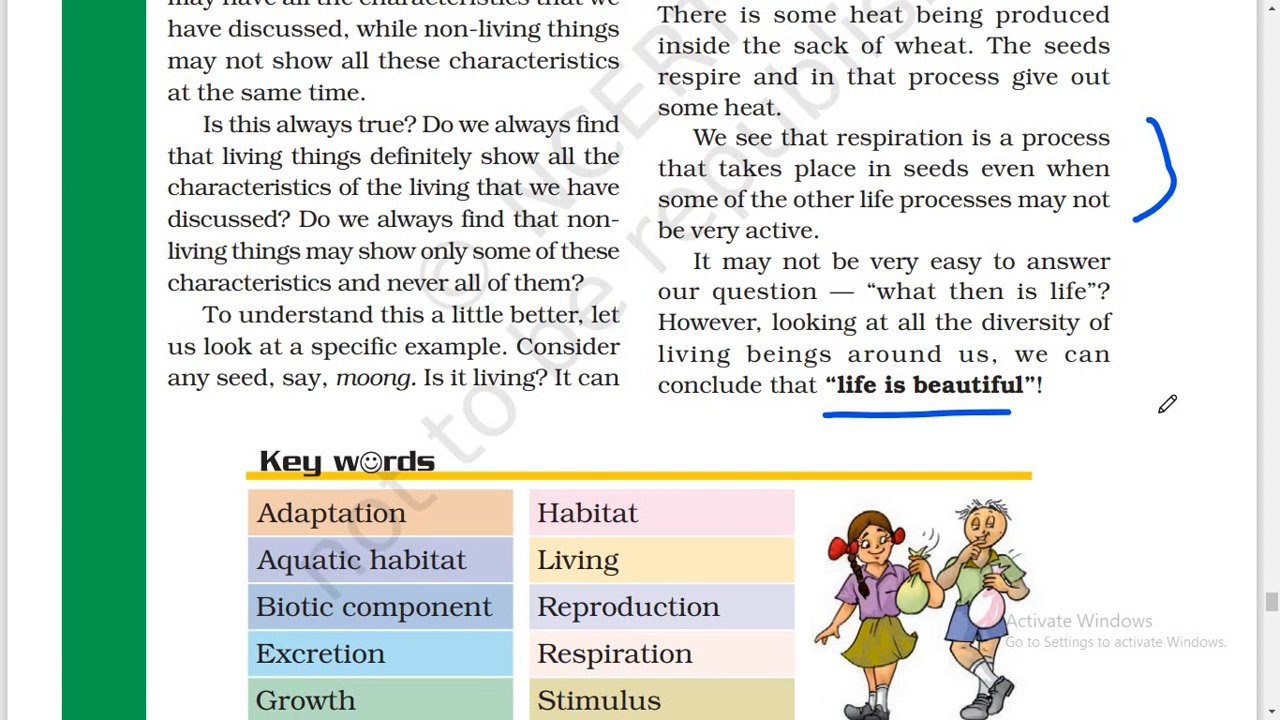 may have all the characteristics that we
have discussed, while non-living things
may not show all these characteristics
at the same time.
Is this always true? Do we always find
that living things definitely show all the
characteristics of the living that we have
discussed? Do we always find that non-
living things may show only some of these
characteristics and never all of them?
To understand this a little better, let
us look at a specific example. Consider
any seed, say, moong. Is it living? It can
There is some heat being produced
inside the sack of wheat. The seeds
respire and in that process give out
some heat.
We see that respiration is a process
that takes place in seeds even when
some of the other life processes may not
be very active.
It may not be very easy to answer
our question — “what then is life”?
However, looking at all the diversity of
living beings around us, we can
conclude that “life is beautiful”!
© NCERT
not to be republish
Key words
Adaptation
Aquatic habitat
Biotic component
Excretion
Growth
Habitat
Living
Reproduction
Respiration
Stimulus
Activate Windows
Go to Settings to activate Windows.